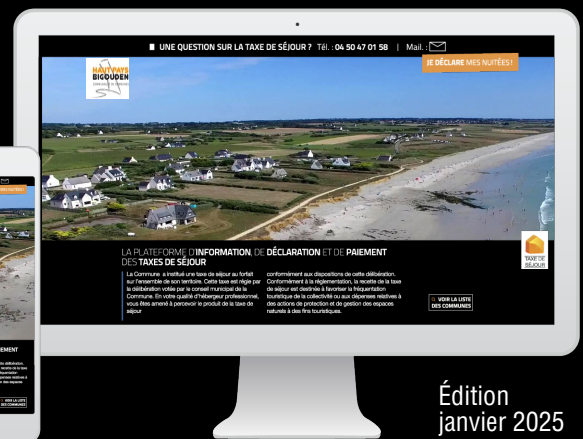 UNE QUESTION SUR LA TAXE DE SÉJOUR ? Tél. : 04 50 47 01 58 | Mail. :
HAUT PAYS
BIGOUDEN
JE DÉCLARE MES NUITÉES !
LA PLATEFORME D'INFORMATION, DE DÉCLARATION ET DE PAIEMENT
DES TAXES DE SÉJOUR
La Commune a institué une taxe de séjour au forfait
sur l'ensemble de son territoire. Cette taxe est régie par
la délibération votée par le conseil municipal de la
Commune. En votre qualité d'hébergeur professionnel,
vous êtes amené à percevoir le produit de la taxe de
séjour
conformément aux dispositions de cette délibération.
Conformément à la réglementation, la recette de la taxe
de séjour est destinée à favoriser la fréquentation
touristique de la collectivité ou aux dépenses relatives à
des actions de protection et de gestion des espaces
naturels à des fins touristiques.
TAXE DE
SÉJOUR
VOIR LA LISTE
DES COMMUNES
Édition
janvier 2025